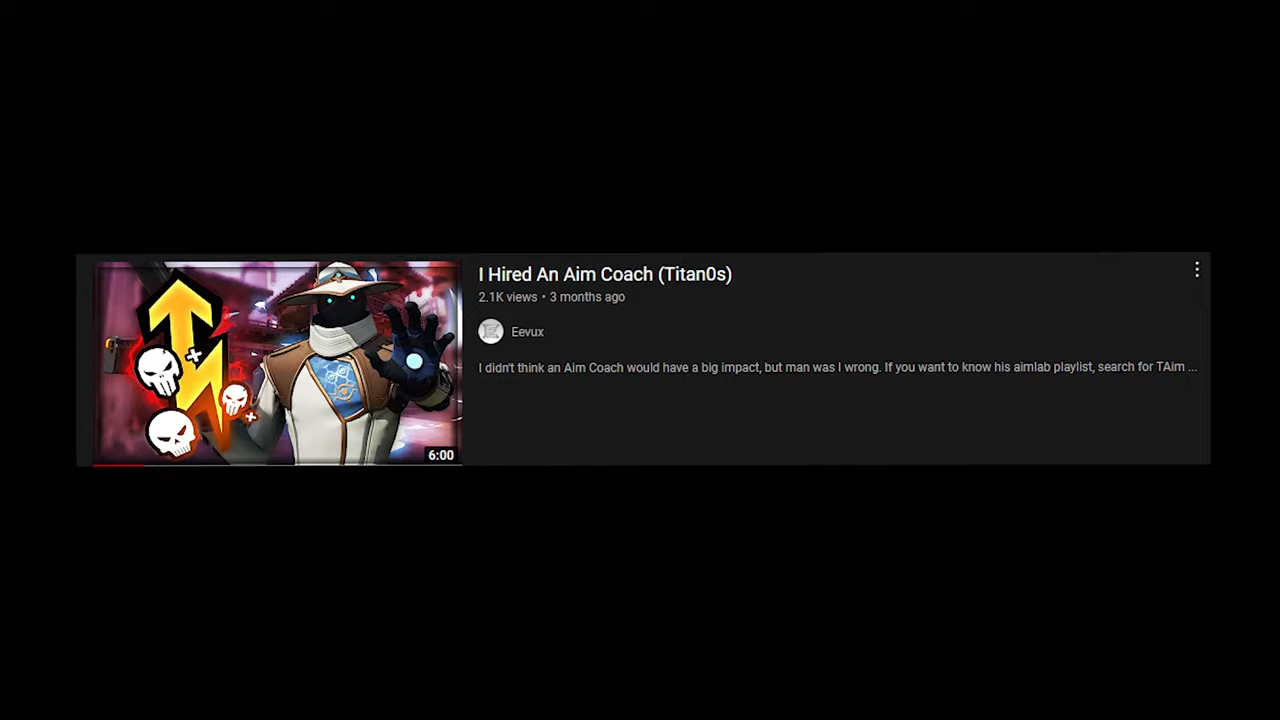 I Hired An Aim Coach (Titan0s)
2.1K views • 3 months ago
Eevux
I didn't think an Aim Coach would have a big impact, but man was I wrong. If you want to know his aimlab playlist, search for TAim ...
6:00